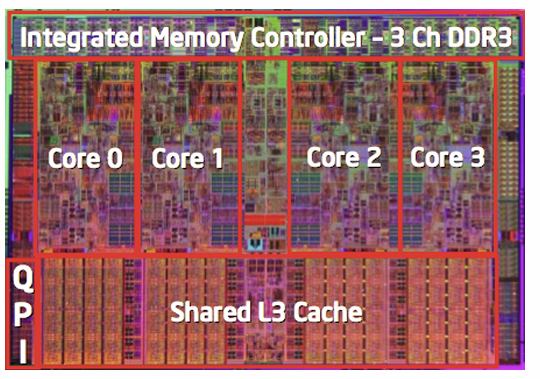 Integrated Memory Controller - 3 Ch DDR3
Core 0
Core 1
Core 2
Core 3
Q
P
I
Shared L3 Cache